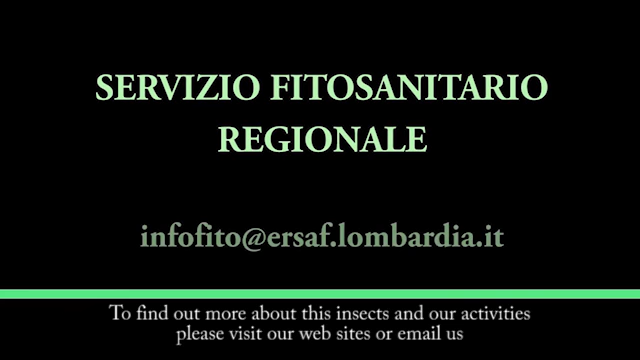 SERVIZIO FITOSANITARIO
REGIONALE
infofito@ersaf.lombardia.it
To find out more about this insects and our activities
please visit our web sites or email us